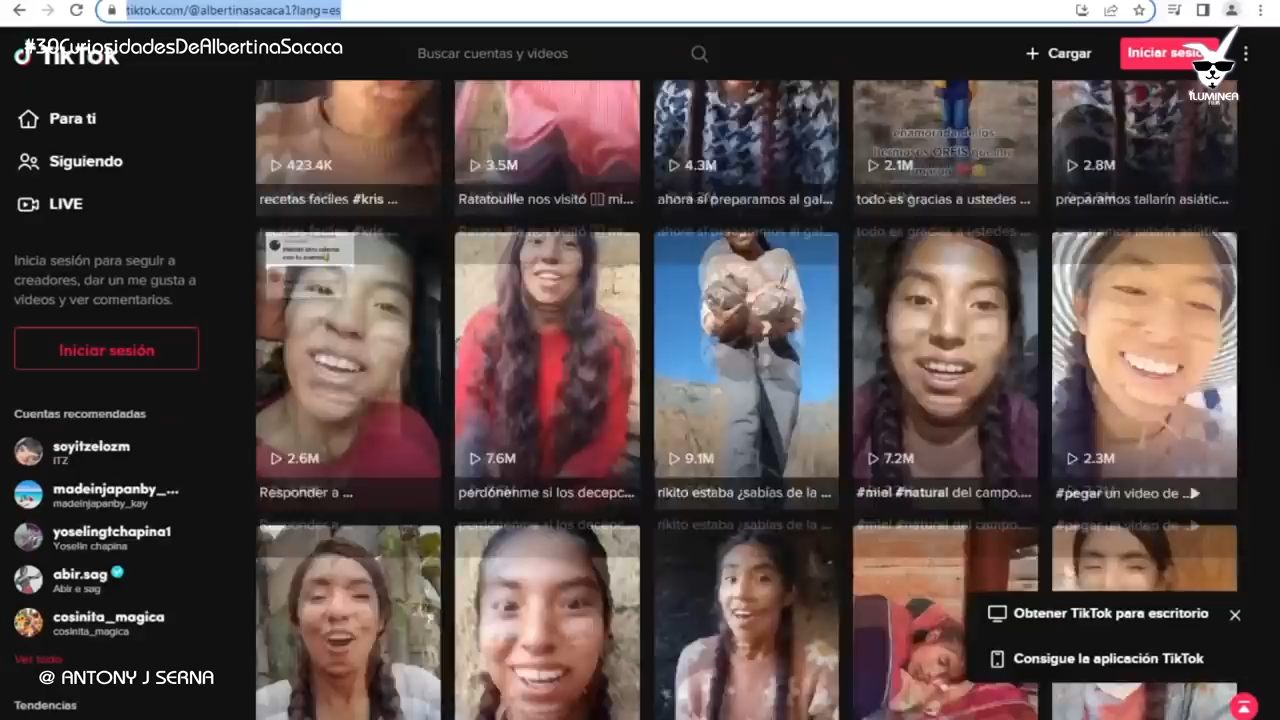 tiktok.com/@albertinasacaca1?lang=es
#30CuriosidadesDeAlbertinaSacaca
TikTok
Buscar cuentas y videos
Cargar
Iniciar sesió
ILUMINEA
Para ti
Siguiendo
LIVE
Inicia sesión para seguir a
creadores, dar un me gusta a
videos y ver comentarios.
Iniciar sesión
Cuentas recomendadas
soyitzelozm
ITZ
madeinjapanby_...
madeinjapanby_kay
yoselingtchapina1
Yoselin chapina
abir.sag
Abir e sag
cosinita_magica
cosinita_magica
Ver todo
@ ANTONY J SERNA
Tendencias
423.4K
3.5M
4.3M
2.1M
2.8M
recetas faciles #kris ...
Ratatouille nos visitó mi...
ahora si preparamos al gal...
todo es gracias a ustedes ...
preparamos tallarín asiátic...
2.6M
7.6M
9.1M
7.2M
2.3M
Responder a ...
perdónenme si los decepc...
rikito estaba ¿sabías de la ...
#miel #natural del campo....
#pegar un video de ...
Obtener TikTok para escritorio
Consigue la aplicación TikTok